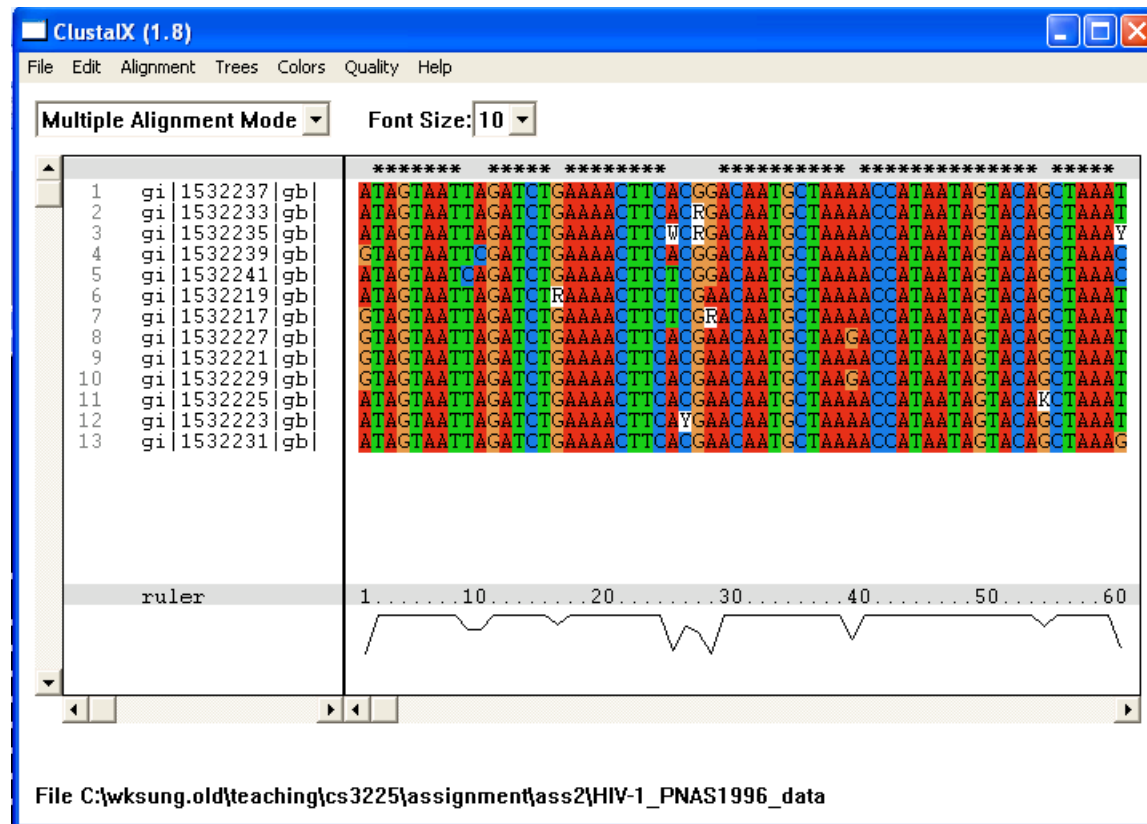 ClustalX (1.8)
File Edit Alignment Trees Colors Quality Help
Multiple Alignment Mode Font Size: 10
******* ***** ******** ********** ************** *****
1 gi|1532237|gb| ATAGTAATTAGATCTGAAAACTTCACGGACAATGCTAAAACCATAATAGTACAGCTAAAT
2 gi|1532233|gb| ATAGTAATTAGATCTGAAAACTTCACRGACAATGCTAAAACCATAATAGTACAGCTAAAT
3 gi|1532235|gb| ATAGTAATTAGATCTGAAAACTTCWCRGACAATGCTAAAACCATAATAGTACAGCTAAAY
4 gi|1532239|gb| GTAGTAATTCGATCTGAAAACTTCACGGACAATGCTAAAACCATAATAGTACAGCTAAAC
5 gi|1532241|gb| ATAGTAATCAGATCTGAAAACTTCTCGGACAATGCTAAAACCATAATAGTACAGCTAAAC
6 gi|1532219|gb| ATAGTAATTAGATCTRAAAACTTCTCGAACAATGCTAAAACCATAATAGTACAGCTAAAT
7 gi|1532217|gb| GTAGTAATTAGATCTGAAAACTTCTCGRACAATGCTAAAACCATAATAGTACAGCTAAAT
8 gi|1532227|gb| GTAGTAATTAGATCTGAAAACTTCACGAACAATGCTAAGACCATAATAGTACAGCTAAAT
9 gi|1532221|gb| GTAGTAATTAGATCTGAAAACTTCACGAACAATGCTAAAACCATAATAGTACAGCTAAAT
10 gi|1532229|gb| GTAGTAATTAGATCTGAAAACTTCACGAACAATGCTAAGACCATAATAGTACAGCTAAAT
11 gi|1532225|gb| ATAGTAATTAGATCTGAAAACTTCACGAACAATGCTAAAACCATAATAGTACAKCTAAAT
12 gi|1532223|gb| ATAGTAATTAGATCTGAAAACTTCAYGAACAATGCTAAAACCATAATAGTACAGCTAAAT
13 gi|1532231|gb| ATAGTAATTAGATCTGAAAACTTCACGAACAATGCTAAAACCATAATAGTACAGCTAAAG
ruler 1.......10........20........30........40........50........60
File C:\wksung.old\teaching\cs3225\assignment\ass2\HIV-1_PNAS1996_data